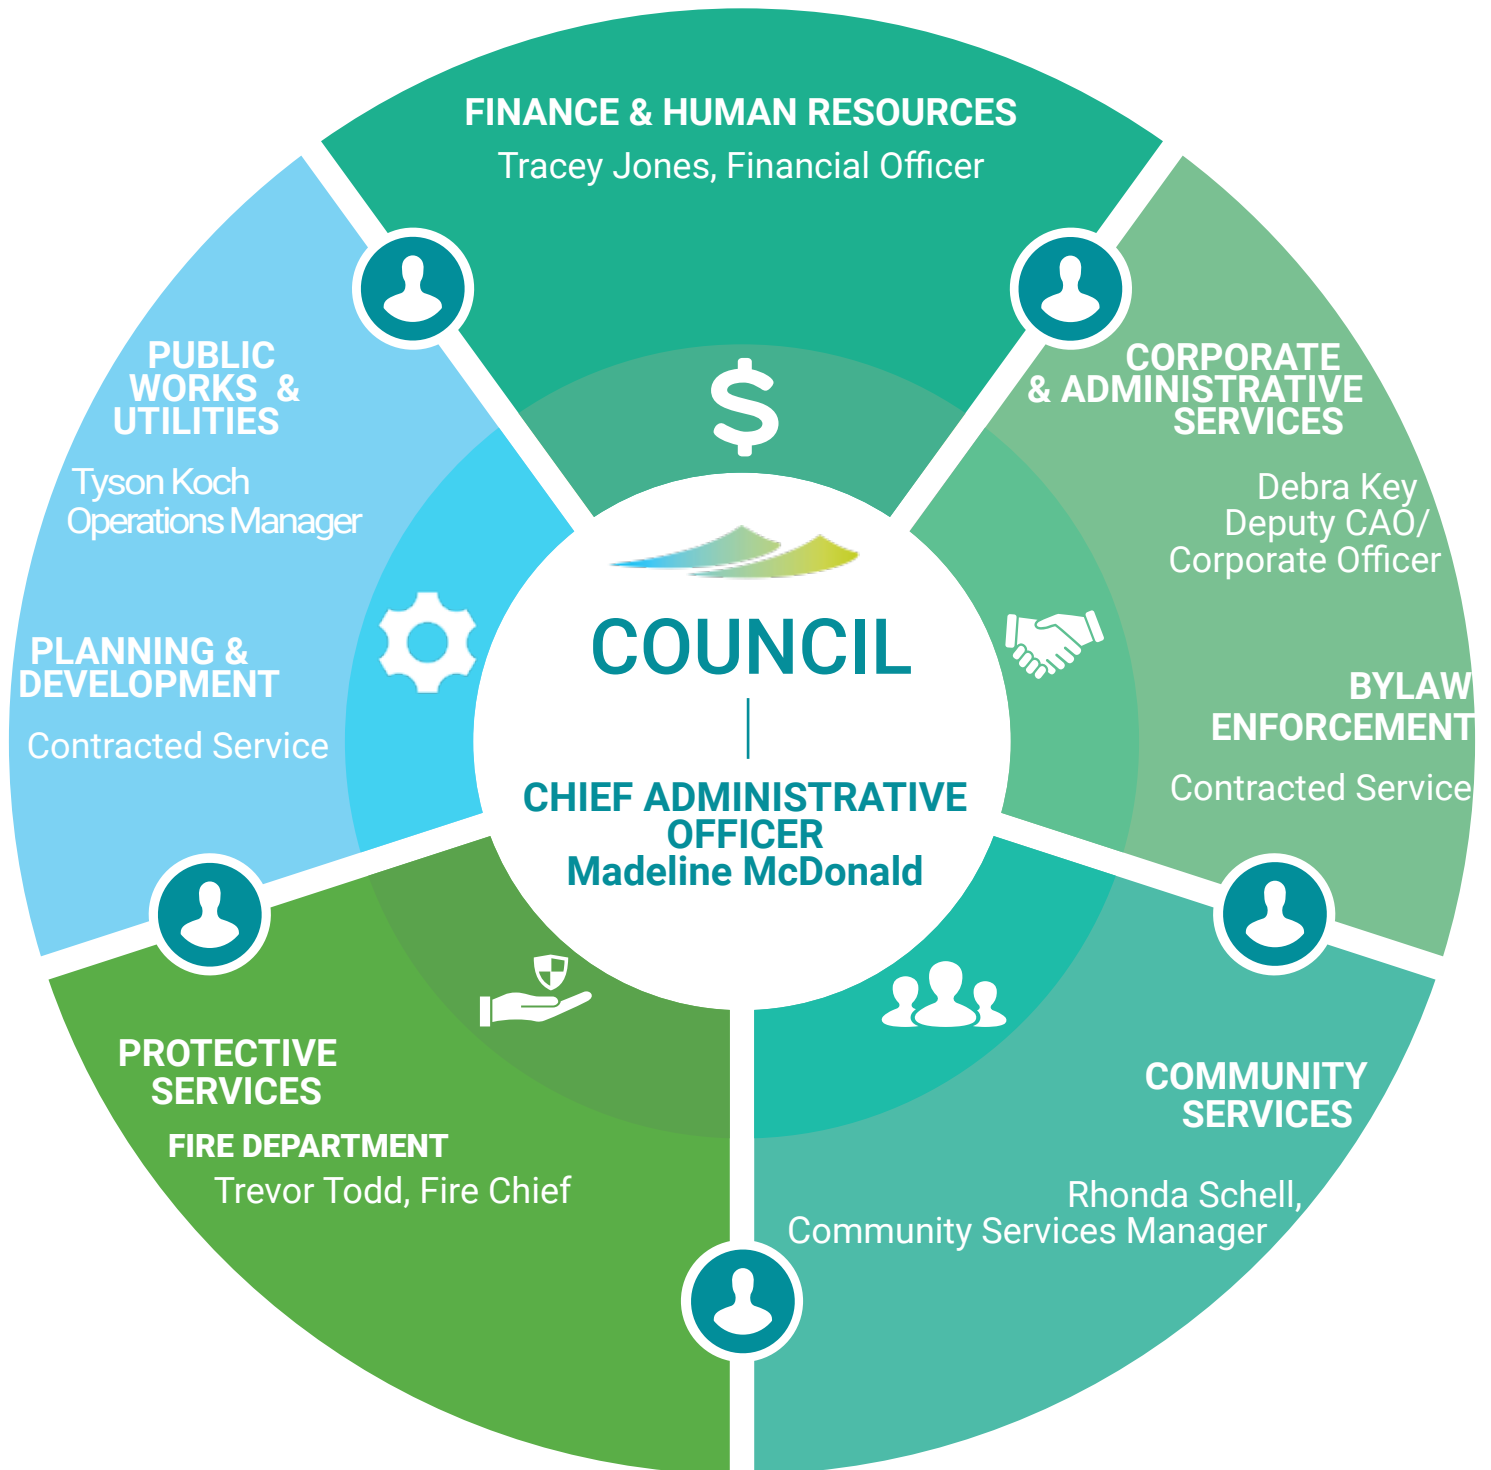 FINANCE & HUMAN RESOURCES
Tracey Jones, Financial Officer
PUBLIC
WORKS &
UTILITIES
Tyson Koch
Operations Manager
PLANNING &
DEVELOPMENT
Contracted Service
CORPORATE
& ADMINISTRATIVE
SERVICES
Debra Key
Deputy CAO/
Corporate Officer
BYLAW
ENFORCEMENT
Contracted Service
COUNCIL
CHIEF ADMINISTRATIVE
OFFICER
Madeline McDonald
PROTECTIVE
SERVICES
FIRE DEPARTMENT
Trevor Todd, Fire Chief
COMMUNITY
SERVICES
Rhonda Schell,
Community Services Manager